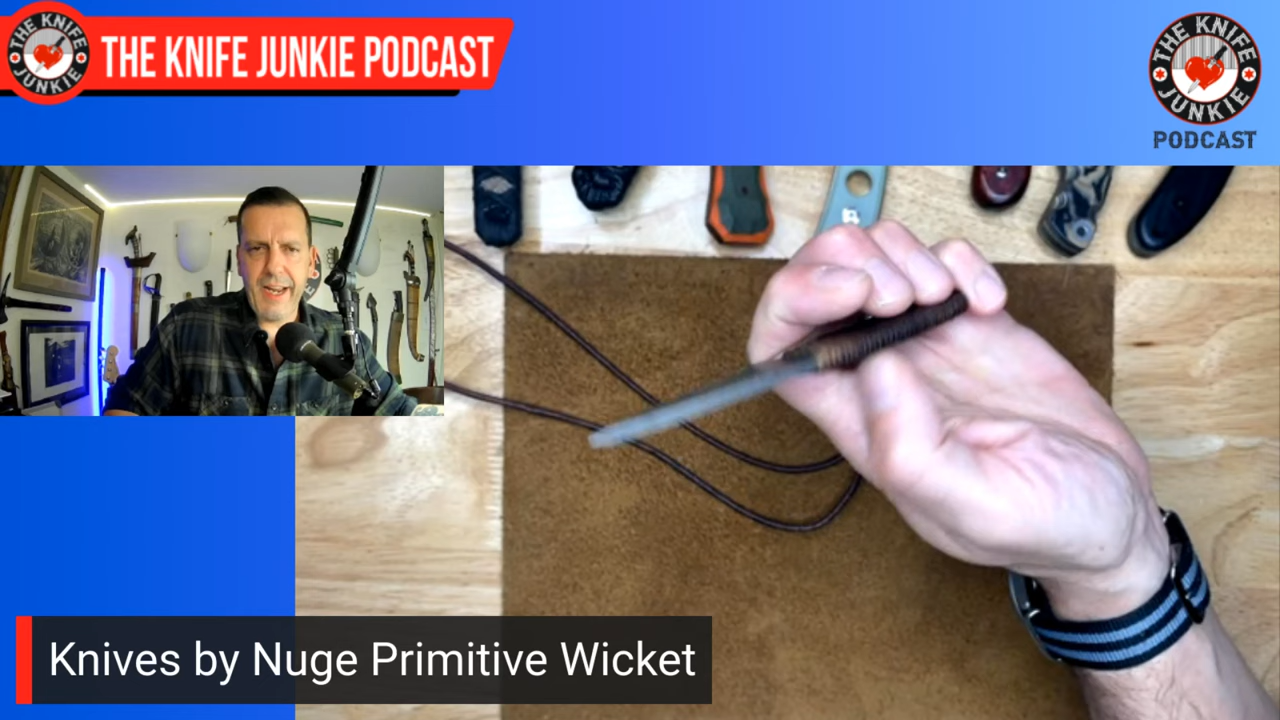 THE KNIFE JUNKIE
THE KNIFE JUNKIE PODCAST
THE KNIFE JUNKIE
PODCAST
Knives by Nuge Primitive Wicket